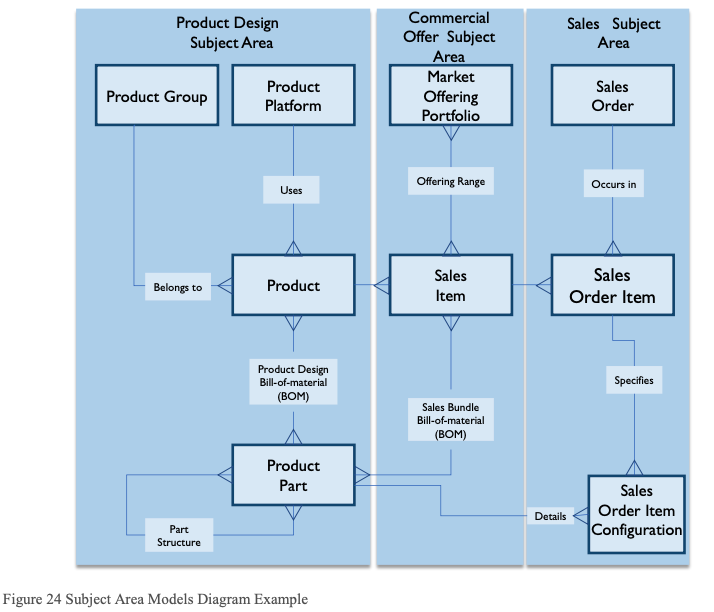 Product Design
Subject Area
Commercial
Offer Subject
Area
Sales Subject
Area
Product Group
Product
Platform
Market
Offering
Portfolio
Sales
Order
Uses
Offering Range
Occurs in
Belongs to
Product
Sales
Item
Sales
Order Item
Product Design
Bill-of-material
(BOM)
Sales Bundle
Bill-of-material
(BOM)
Specifies
Product
Part
Part
Structure
Details
Sales
Order Item
Configuration
Figure 24 Subject Area Models Diagram Example